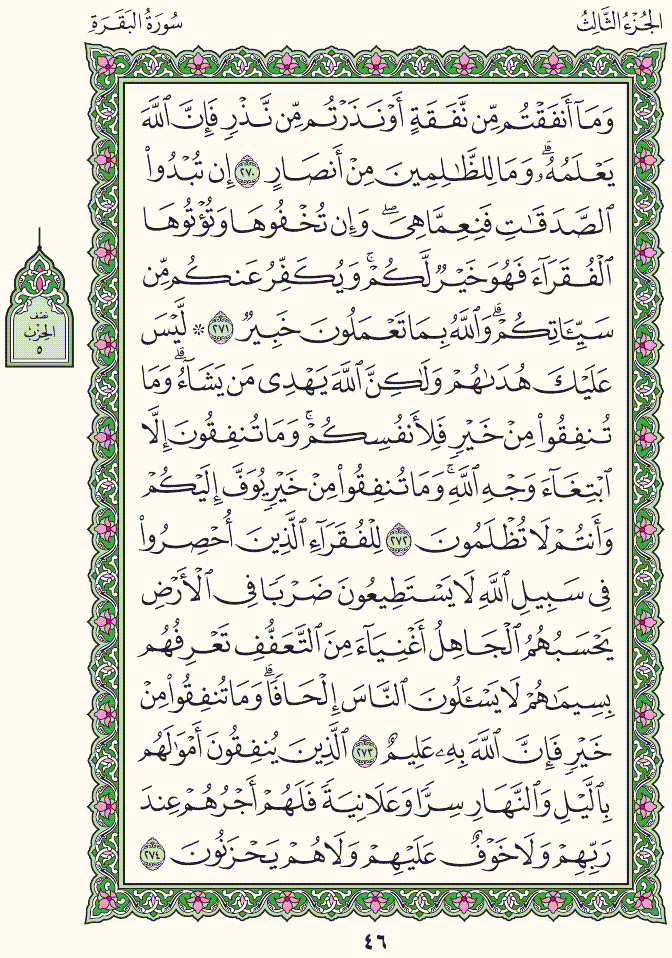 الجُزْءُ الثَّالِثُ
سُورَةُ البَقَرَةِ
وَمَآ أَنفَقْتُم مِّن نَّفَقَةٍ أَوْ نَذَرْتُم مِّن نَّذْرٍ فَإِنَّ ٱللَّهَ
يَعْلَمُهُۥۗ وَمَا لِلظَّـٰلِمِينَ مِنْ أَنصَارٍ ٢٧٠ إِن تُبْدُوا۟
ٱلصَّدَقَـٰتِ فَنِعِمَّا هِىَۖ وَإِن تُخْفُوهَا وَتُؤْتُوهَا
ٱلْفُقَرَآءَ فَهُوَ خَيْرٌ لَّكُمْۚ وَيُكَفِّرُ عَنكُم مِّن
سَيِّـَٔاتِكُمْۗ وَٱللَّهُ بِمَا تَعْمَلُونَ خَبِيرٌ ٢٧١ ۞ لَّيْسَ
عَلَيْكَ هُدَىٰهُمْ وَلَـٰكِنَّ ٱللَّهَ يَهْدِى مَن يَشَآءُۗ وَمَا
تُنفِقُوا۟ مِنْ خَيْرٍ فَلِأَنفُسِكُمْۚ وَمَا تُنفِقُونَ إِلَّا
ٱبْتِغَآءَ وَجْهِ ٱللَّهِۚ وَمَا تُنفِقُوا۟ مِنْ خَيْرٍ يُوَفَّ إِلَيْكُمْ
وَأَنتُمْ لَا تُظْلَمُونَ ٢٧٢ لِلْفُقَرَآءِ ٱلَّذِينَ أُحْصِرُوا۟
فِى سَبِيلِ ٱللَّهِ لَا يَسْتَطِيعُونَ ضَرْبًا فِى ٱلْأَرْضِ
يَحْسَبُهُمُ ٱلْجَاهِلُ أَغْنِيَآءَ مِنَ ٱلتَّعَفُّفِ تَعْرِفُهُم
بِسِيمَـٰهُمْ لَا يَسْـَٔلُونَ ٱلنَّاسَ إِلْحَافًاۗ وَمَا تُنفِقُوا۟ مِنْ
خَيْرٍ فَإِنَّ ٱللَّهَ بِهِۦ عَلِيمٌ ٢٧٣ ٱلَّذِينَ يُنفِقُونَ أَمْوَٰلَهُم
بِٱلَّيْلِ وَٱلنَّهَارِ سِرًّا وَعَلَانِيَةً فَلَهُمْ أَجْرُهُمْ عِندَ
رَبِّهِمْ وَلَا خَوْفٌ عَلَيْهِمْ وَلَا هُمْ يَحْزَنُونَ ٢٧٤
نِصْف
الحِزْب
٥
٤٦